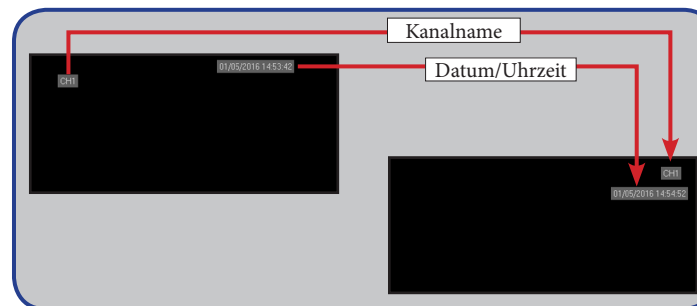 Kanalname
01/05/2016 14:53:42
Datum/Uhrzeit
CH1
CH1
01/05/2016 14:54:52